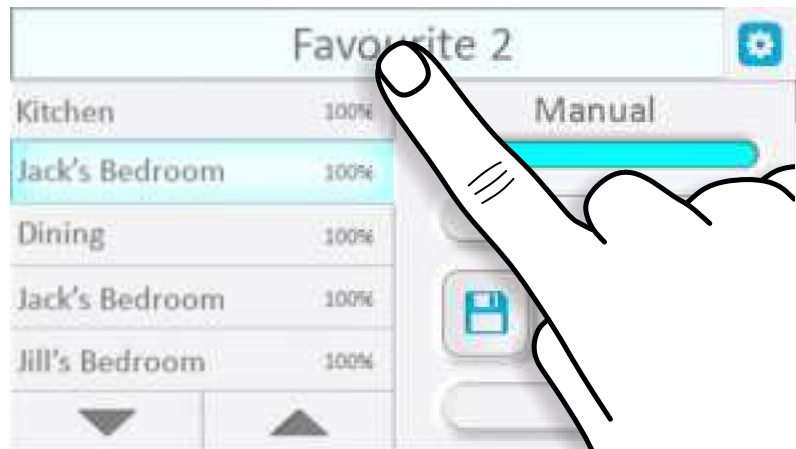 Favourite 2
Kitchen 100%
Jack's Bedroom 100%
Dining 100%
Jack's Bedroom 100%
Jill's Bedroom 100%
Manual